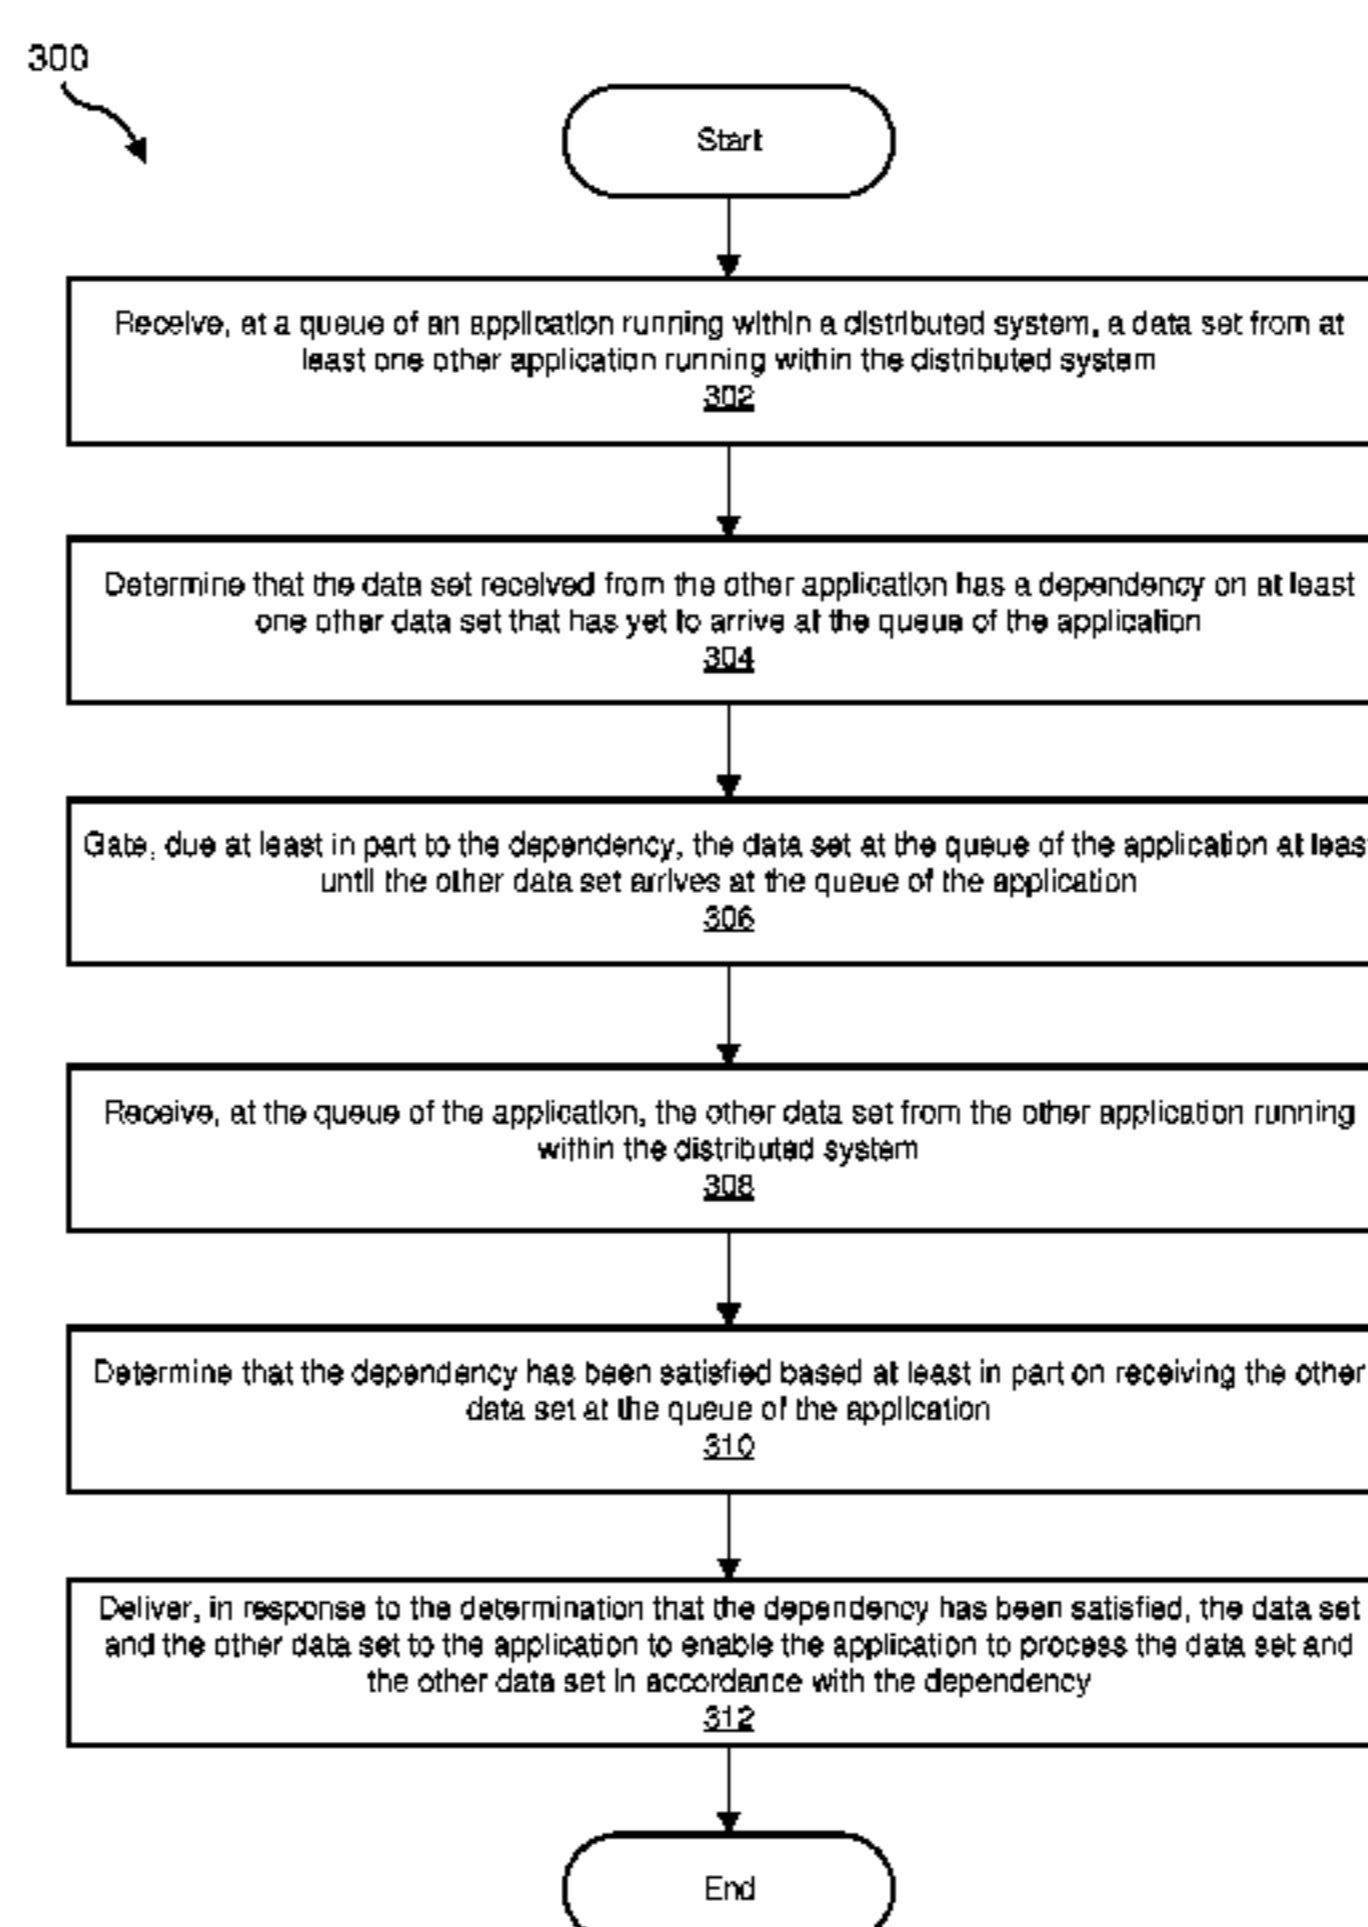 300
Start
Receive, at a queue of an application running within a distributed system, a data set from at
least one other application running within the distributed system
302
Determine that the data set received from the other application has a dependency on at least
one other data set that has yet to arrive at the queue of the application
304
Gate, due at least in part to the dependency, the data set at the queue of the application at least
until the other data set arrives at the queue of the application
306
Receive, at the queue of the application, the other data set from the other application running
within the distributed system
308
Determine that the dependency has been satisfied based at least in part on receiving the other
data set at the queue of the application
310
Deliver, in response to the determination that the dependency has been satisfied, the data set
and the other data set to the application to enable the application to process the data set and
the other data set in accordance with the dependency
312
End